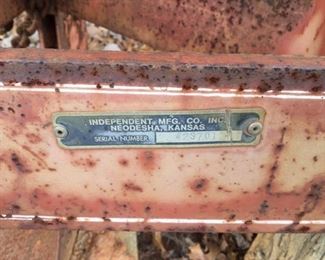 INDEPENDENT MFG. CO. INC.
NEODESHA, KANSAS
SERIAL NUMBER